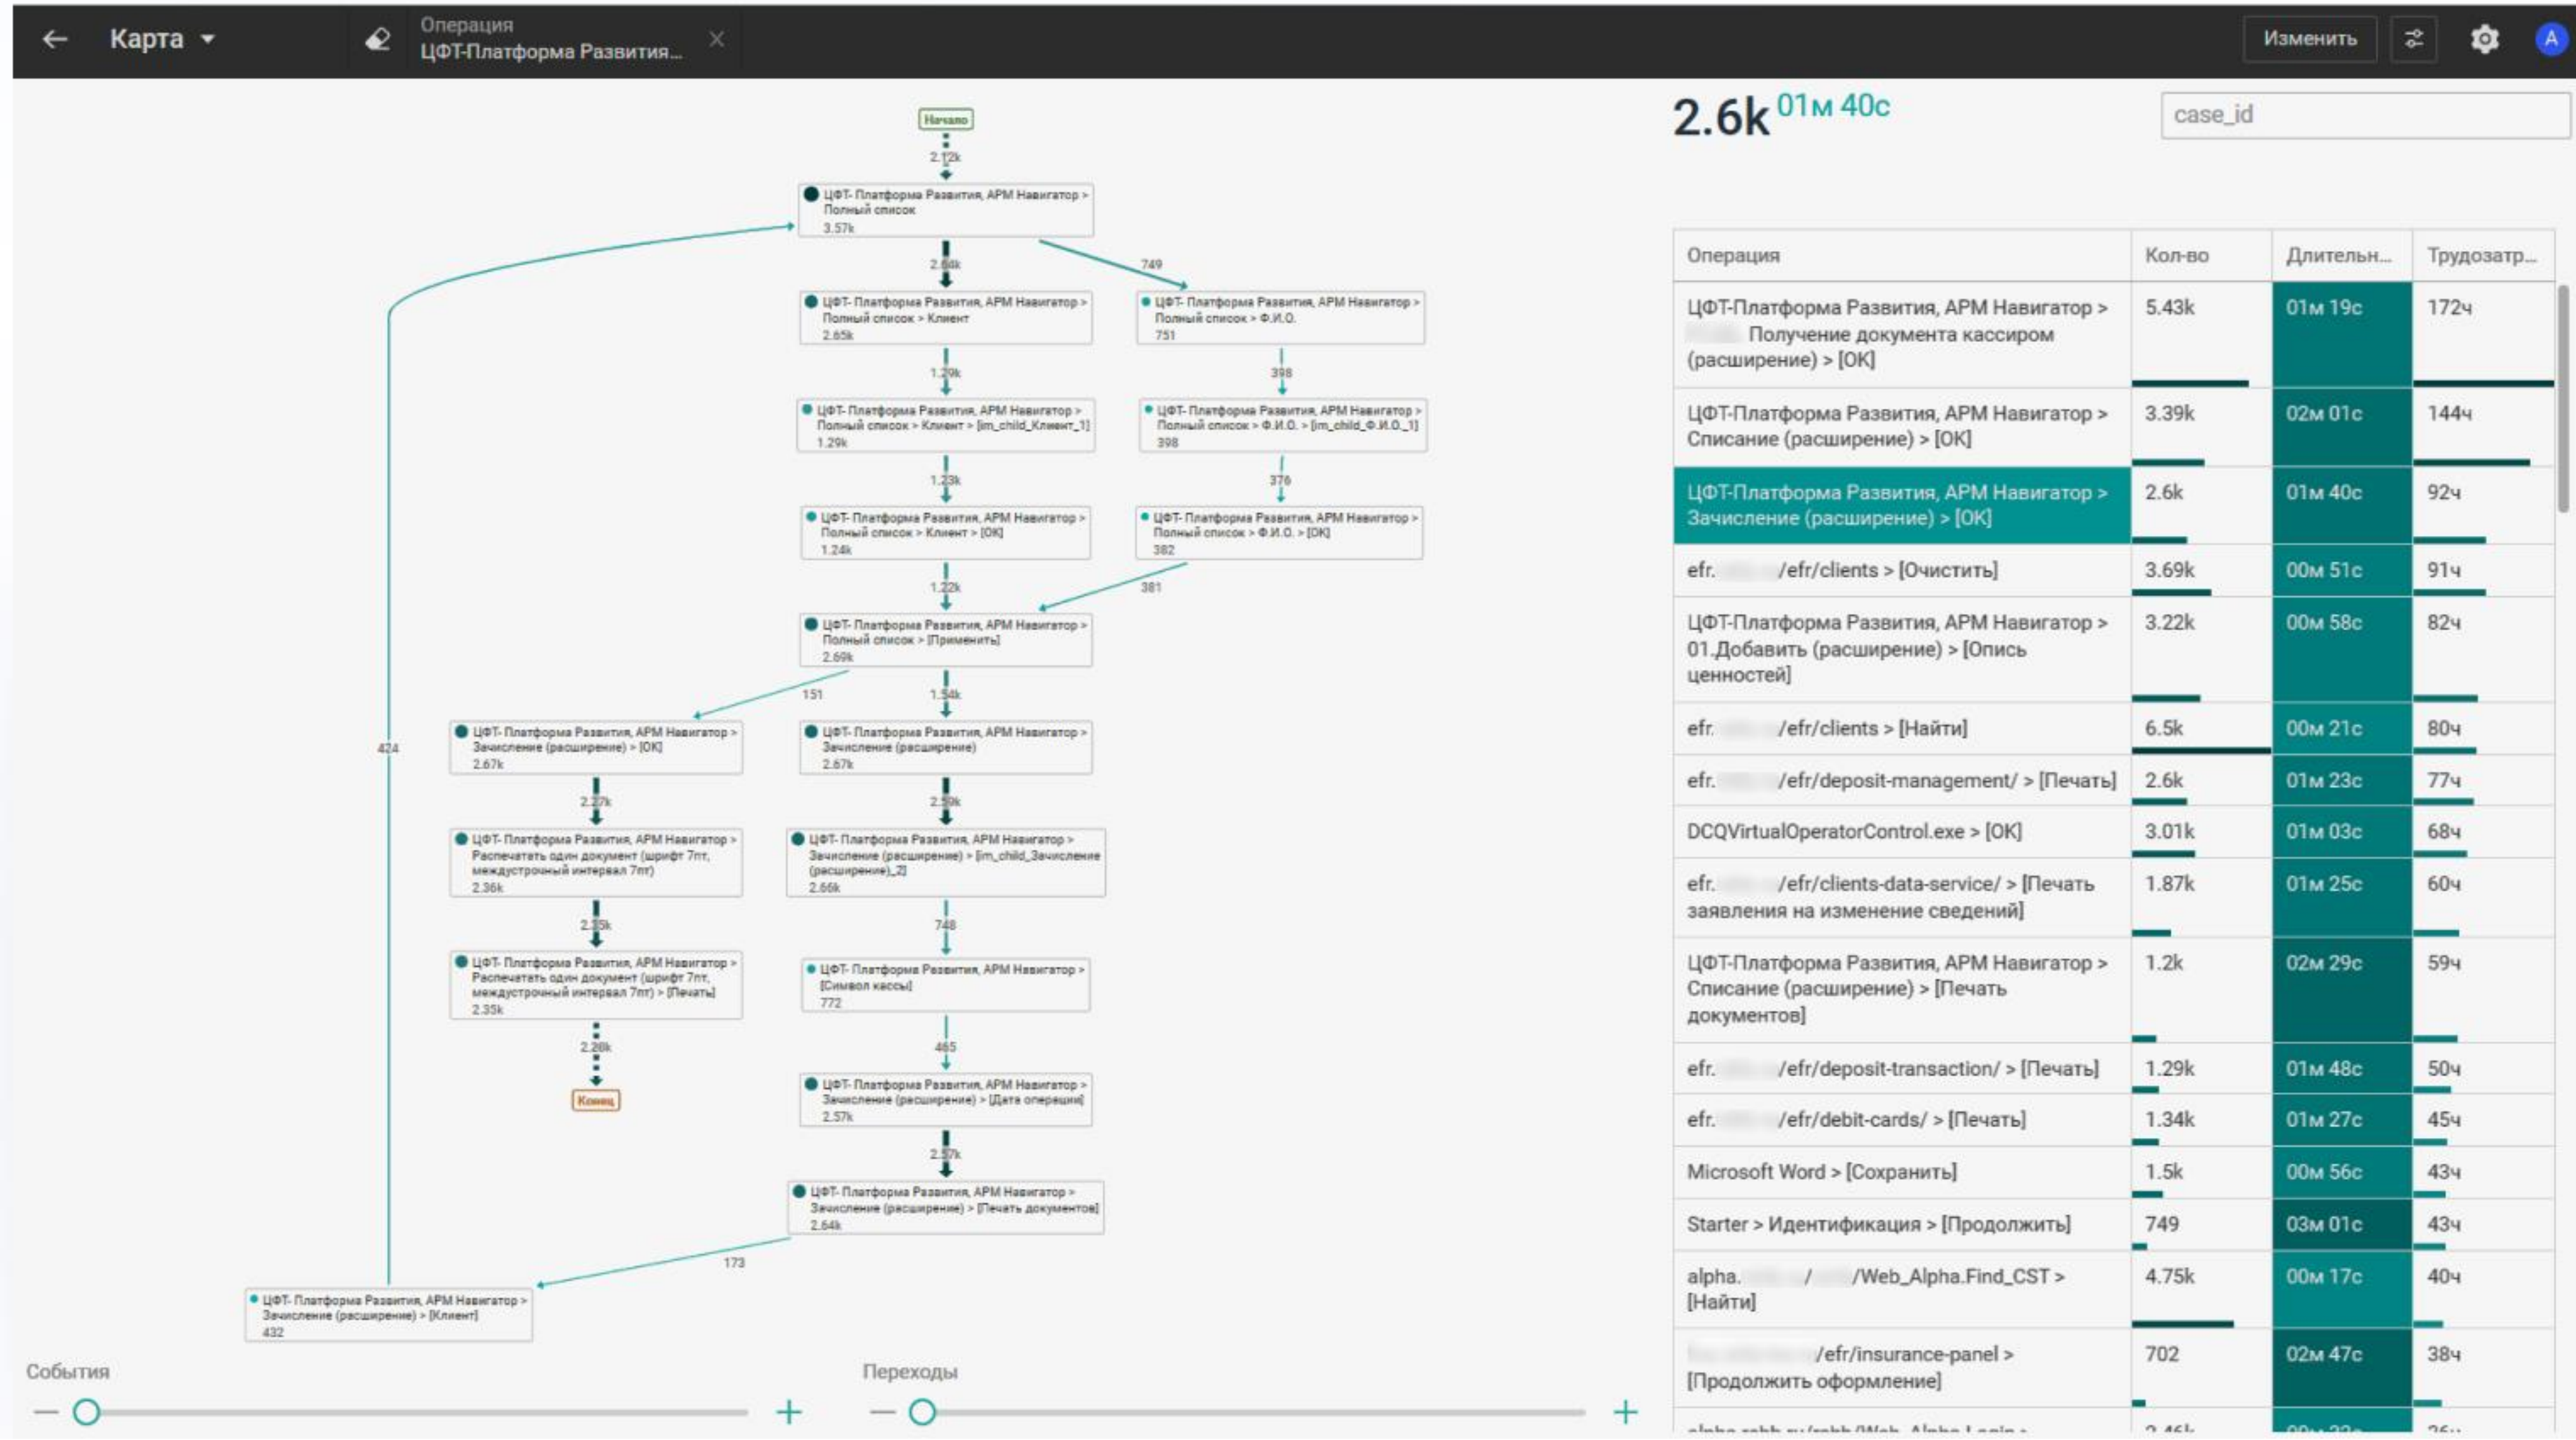 Карта
Операция
ЦФТ-Платформа Развития...
Изменить
A
Начало
2.12k
ЦФТ- Платформа Развития, АРМ Навигатор >
Полный список
3.57k
2.64k
749
ЦФТ- Платформа Развития, АРМ Навигатор >
Полный список > Клиент
2.65k
ЦФТ- Платформа Развития, АРМ Навигатор >
Полный список > Ф.И.О.
751
1.29k
398
ЦФТ- Платформа Развития, АРМ Навигатор >
Полный список > Клиент > [im_child_Клиент_1]
1.29k
ЦФТ- Платформа Развития, АРМ Навигатор >
Полный список > Ф.И.О. > [im_child_Ф.И.О._1]
398
1.23k
376
ЦФТ- Платформа Развития, АРМ Навигатор >
Полный список > Клиент > [ОК]
1.24k
ЦФТ- Платформа Развития, АРМ Навигатор >
Полный список > Ф.И.О. > [ОК]
382
1.22k
381
ЦФТ- Платформа Развития, АРМ Навигатор >
Полный список > [Применить]
2.69k
151
1.54k
424
ЦФТ- Платформа Развития, АРМ Навигатор >
Зачисление (расширение) > [ОК]
2.67k
ЦФТ- Платформа Развития, АРМ Навигатор >
Зачисление (расширение)
2.67k
2.27k
2.59k
ЦФТ- Платформа Развития, АРМ Навигатор >
Распечатать один документ (шрифт 7пт,
междустрочный интервал 7пт)
2.36k
ЦФТ- Платформа Развития, АРМ Навигатор >
Зачисление (расширение) > [im_child_Зачисление
(расширение)_2]
2.66k
2.35k
748
ЦФТ- Платформа Развития, АРМ Навигатор >
Распечатать один документ (шрифт 7пт,
междустрочный интервал 7пт) > [Печать]
2.35k
ЦФТ- Платформа Развития, АРМ Навигатор >
[Символ кассы]
772
2.28k
465
Конец
ЦФТ- Платформа Развития, АРМ Навигатор >
Зачисление (расширение) > [Дата операции]
2.57k
2.57k
ЦФТ- Платформа Развития, АРМ Навигатор >
Зачисление (расширение) > [Печать документов]
2.64k
173
ЦФТ- Платформа Развития, АРМ Навигатор >
Зачисление (расширение) > [Клиент]
432
События
Переходы
2.6k 01м 40с
case_id
Операция Кол-во Длительн... Трудозатр...
ЦФТ-Платформа Развития, АРМ Навигатор > 5.43k 01м 19с 172ч
Получение документа кассиром
(расширение) > [ОК]
ЦФТ-Платформа Развития, АРМ Навигатор > 3.39k 02м 01с 144ч
Списание (расширение) > [ОК]
ЦФТ-Платформа Развития, АРМ Навигатор > 2.6k 01м 40с 92ч
Зачисление (расширение) > [ОК]
efr. /efr/clients > [Очистить] 3.69k 00м 51с 91ч
ЦФТ-Платформа Развития, АРМ Навигатор > 3.22k 00м 58с 82ч
01.Добавить (расширение) > [Опись
ценностей]
efr. /efr/clients > [Найти] 6.5k 00м 21с 80ч
efr. /efr/deposit-management/ > [Печать] 2.6k 01м 23с 77ч
DCQVirtualOperatorControl.exe > [OK] 3.01k 01м 03с 68ч
efr. /efr/clients-data-service/ > [Печать 1.87k 01м 25с 60ч
заявления на изменение сведений]
ЦФТ-Платформа Развития, АРМ Навигатор > 1.2k 02м 29с 59ч
Списание (расширение) > [Печать
документов]
efr. /efr/deposit-transaction/ > [Печать] 1.29k 01м 48с 50ч
efr. /efr/debit-cards/ > [Печать] 1.34k 01м 27с 45ч
Microsoft Word > [Сохранить] 1.5k 00м 56с 43ч
Starter > Идентификация > [Продолжить] 749 03м 01с 43ч
alpha. / /Web_Alpha.Find_CST > 4.75k 00м 17с 40ч
[Найти]
/efr/insurance-panel > 702 02м 47с 38ч
[Продолжить оформление]